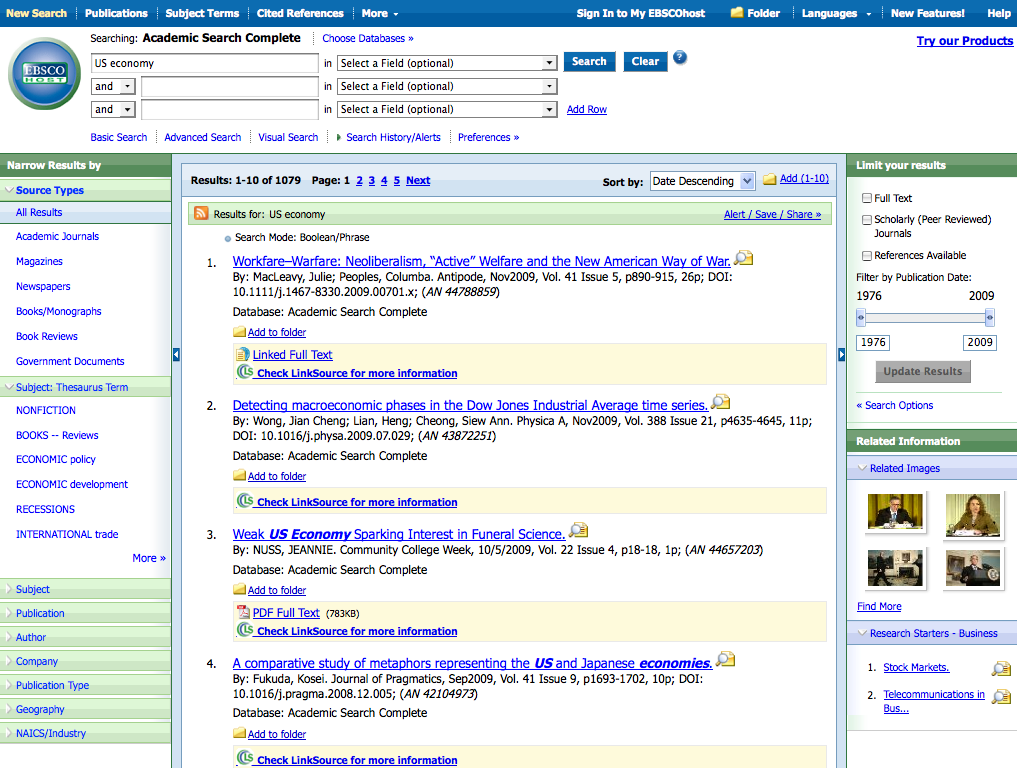 New Search Publications Subject Terms Cited References More Sign In to My EBSCOhost Folder Languages New Features! Help
Searching: Academic Search Complete Choose Databases »
Try our Products
EBSCO
HOST
US economy in Select a Field (optional) Search Clear ?
and in Select a Field (optional)
and in Select a Field (optional) Add Row
Basic Search Advanced Search Visual Search Search History/Alerts Preferences »
Narrow Results by
Source Types
All Results
Academic Journals
Magazines
Newspapers
Books/Monographs
Book Reviews
Government Documents
Subject: Thesaurus Term
NONFICTION
BOOKS -- Reviews
ECONOMIC policy
ECONOMIC development
RECESSIONS
INTERNATIONAL trade
More »
Subject
Publication
Author
Company
Publication Type
Geography
NAICS/Industry
Results: 1-10 of 1079 Page: 1 2 3 4 5 Next Sort by: Date Descending Add (1-10)
Results for: US economy Alert / Save / Share »
Search Mode: Boolean/Phrase
1. Workfare–Warfare: Neoliberalism, “Active” Welfare and the New American Way of War.
By: MacLeavy, Julie; Peoples, Columba. Antipode, Nov2009, Vol. 41 Issue 5, p890-915, 26p; DOI:
10.1111/j.1467-8330.2009.00701.x; (AN 44788859)
Database: Academic Search Complete
Add to folder
Linked Full Text
CLS Check LinkSource for more information
2. Detecting macroeconomic phases in the Dow Jones Industrial Average time series.
By: Wong, Jian Cheng; Lian, Heng; Cheong, Siew Ann. Physica A, Nov2009, Vol. 388 Issue 21, p4635-4645, 11p;
DOI: 10.1016/j.physa.2009.07.029; (AN 43872251)
Database: Academic Search Complete
Add to folder
CLS Check LinkSource for more information
3. Weak US Economy Sparking Interest in Funeral Science.
By: NUSS, JEANNIE. Community College Week, 10/5/2009, Vol. 22 Issue 4, p18-18, 1p; (AN 44657203)
Database: Academic Search Complete
Add to folder
PDF Full Text (783KB)
CLS Check LinkSource for more information
4. A comparative study of metaphors representing the US and Japanese economies.
By: Fukuda, Kosei. Journal of Pragmatics, Sep2009, Vol. 41 Issue 9, p1693-1702, 10p; DOI:
10.1016/j.pragma.2008.12.005; (AN 42104973)
Database: Academic Search Complete
Add to folder
CLS Check LinkSource for more information
Limit your results
Full Text
Scholarly (Peer Reviewed)
Journals
References Available
Filter by Publication Date:
1976 2009
1976 2009
Update Results
« Search Options
Related Information
Related Images
Find More
Research Starters - Business
1. Stock Markets.
2. Telecommunications in
Bus...